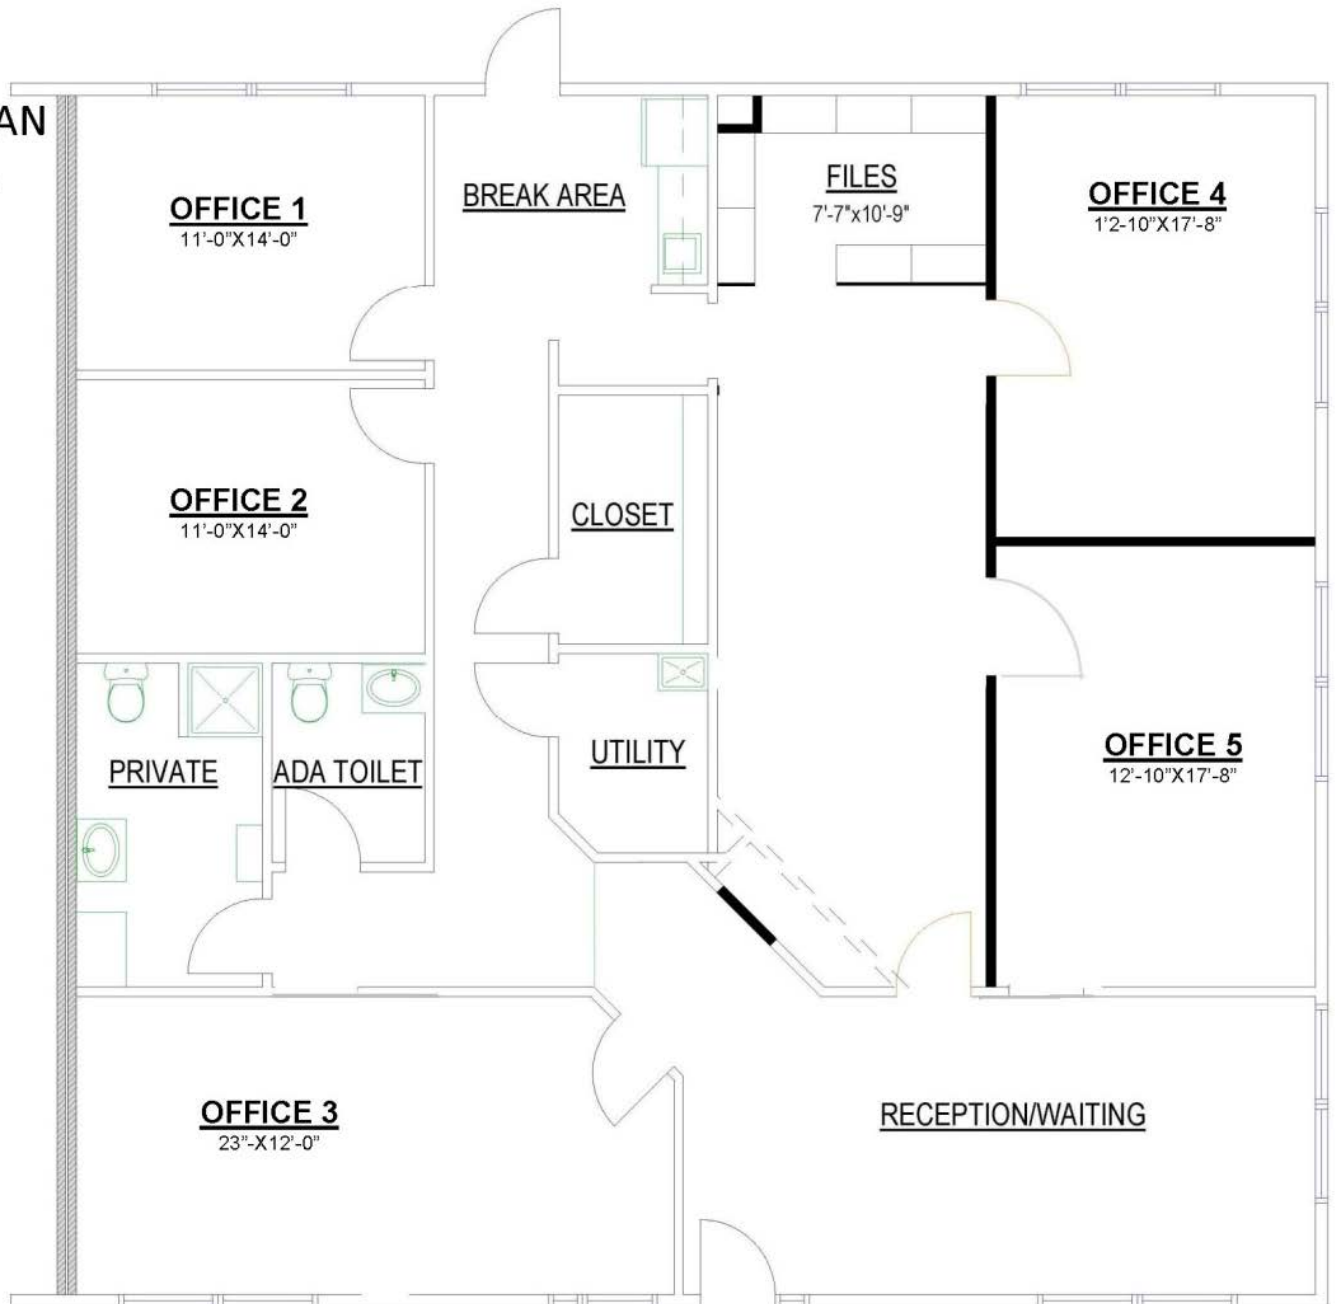 AN
OFFICE 1
11'-0"X14'-0"
BREAK AREA
FILES
7'-7"x10'-9"
OFFICE 4
1'2-10"X17'-8"
OFFICE 2
11'-0"X14'-0"
CLOSET
PRIVATE
ADA TOILET
UTILITY
OFFICE 5
12'-10"X17'-8"
OFFICE 3
23"-X12'-0"
RECEPTION/WAITING